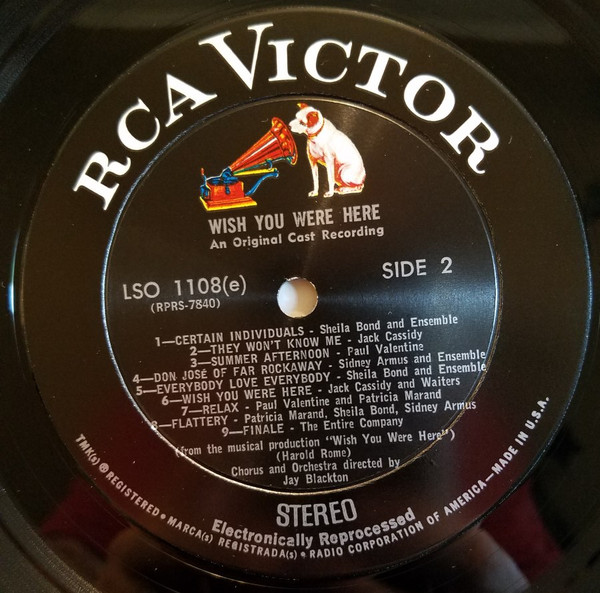 RCA VICTOR
WISH YOU WERE HERE
An Original Cast Recording
LSO 1108(e)
(RPRS-7840)
SIDE 2
1—CERTAIN INDIVIDUALS - Sheila Bond and Ensemble
2—THEY WON'T KNOW ME - Jack Cassidy
3—SUMMER AFTERNOON - Paul Valentine
4—DON JOSÉ OF FAR ROCKAWAY - Sidney Armus and Ensemble
5—EVERYBODY LOVE EVERYBODY - Sheila Bond and Ensemble
6—WISH YOU WERE HERE - Jack Cassidy and Waiters
7—RELAX - Paul Valentine and Patricia Marand
8—FLATTERY - Patricia Marand, Sheila Bond, Sidney Armus
9—FINALE - The Entire Company
(from the musical production "Wish You Were Here")
(Harold Rome)
Chorus and Orchestra directed by
Jay Blackton
STEREO
Electronically Reprocessed
TMK(s) ® REGISTERED • MARCA(s) REGISTRADA(s) • RADIO CORPORATION OF AMERICA—MADE IN U.S.A.